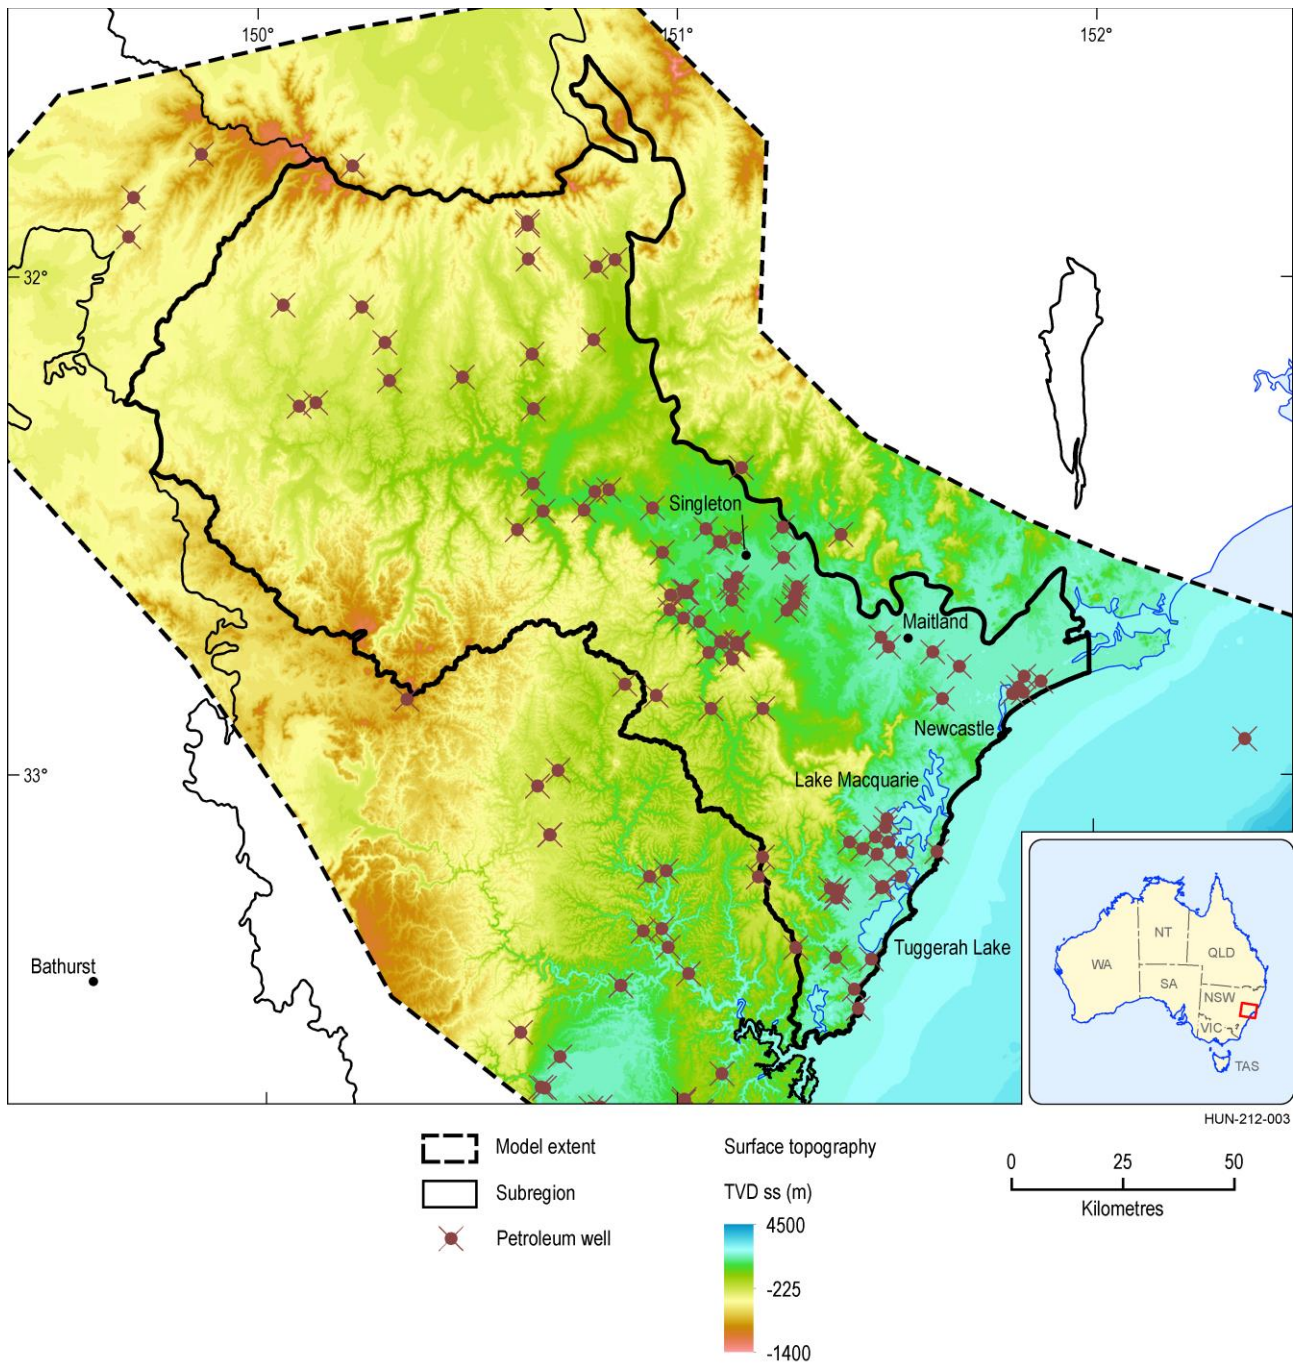 150°
151°
152°
32°
Singleton
Maitland
Newcastle
33°
Lake Macquarie
Tuggerah Lake
Bathurst
NT
QLD
WA
SA
NSW
VIC
TAS
HUN-212-003
Model extent
Subregion
Petroleum well
Surface topography
TVD ss (m)
4500
-225
-1400
0 25 50
Kilometres